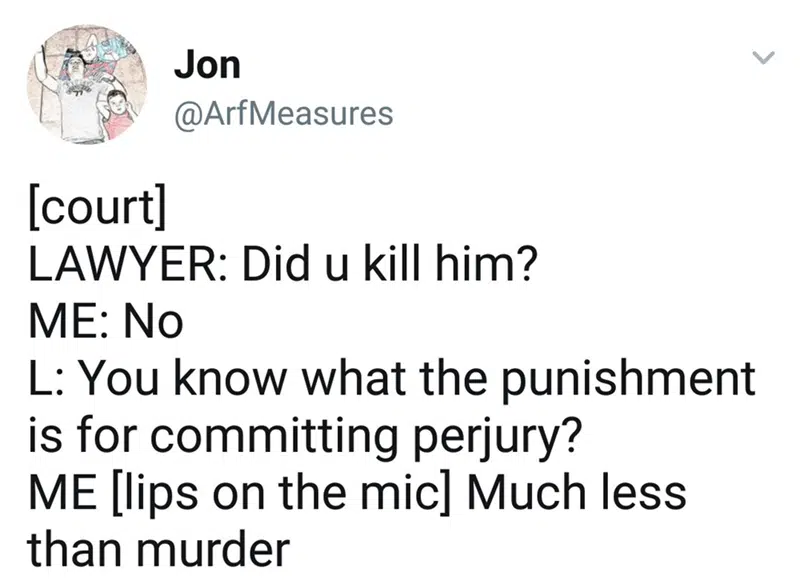 Jon
@ArfMeasures
[court]
LAWYER: Did u kill him?
ME: No
L: You know what the punishment
is for committing perjury?
ME [lips on the mic] Much less
than murder